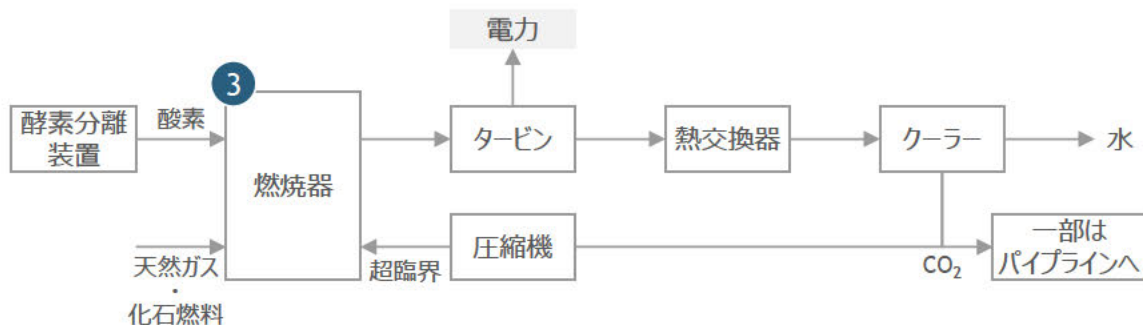 電力
3
酵素分離
装置
酸素
燃焼器
タービン
熱交換器
クーラー
水
天然ガス
・
化石燃料
超臨界
圧縮機
CO₂
一部は
パイプラインへ